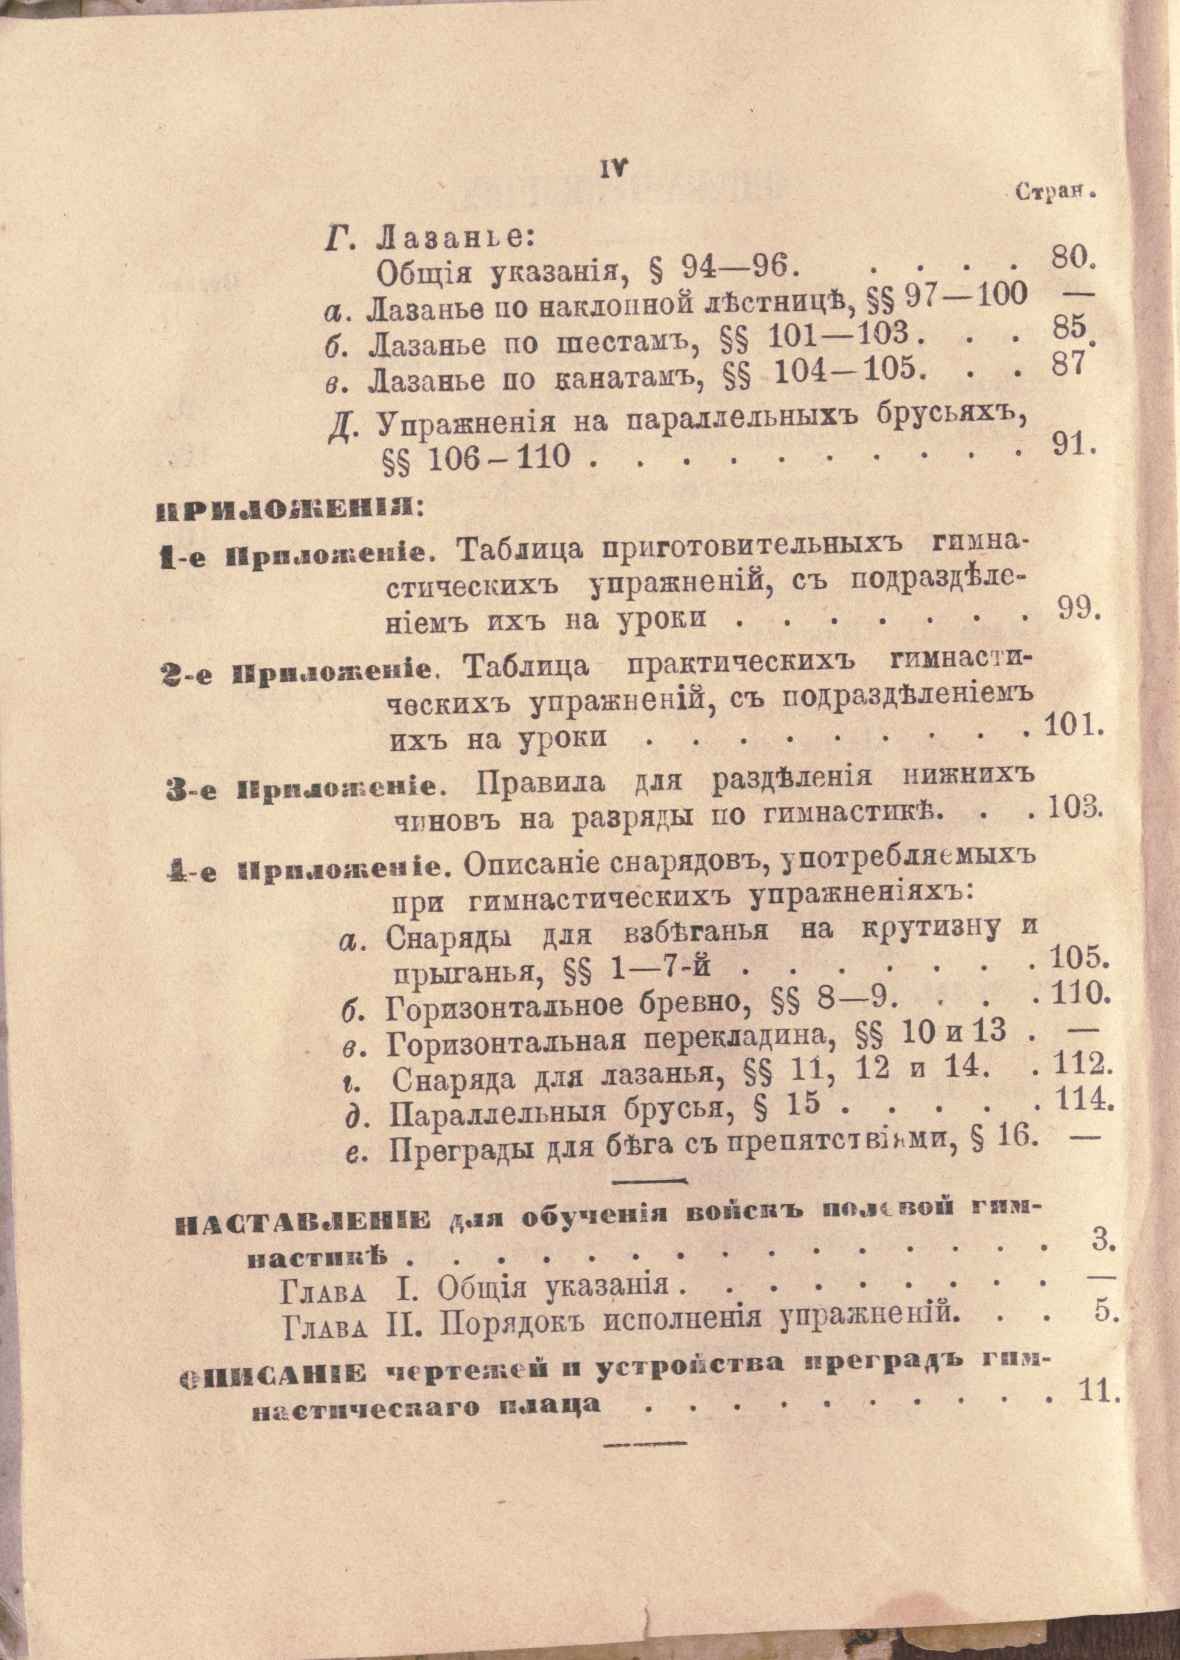 IV
Стран.
Г. Лазанье:
Общія указанія, § 94—96. . . . . 80.
а. Лазанье по наклонной лѣстницѣ, §§ 97—100 —
б. Лазанье по шестамъ, §§ 101—103. . . 85.
в. Лазанье по канатамъ, §§ 104—105. . . 87
Д. Упражненія на параллельныхъ брусьяхъ,
§§ 106–110 . . . . . . . . . . 91.
ПРИЛОЖЕНІЯ:
1-е Приложеніе. Таблица приготовительныхъ гимна-
стическихъ упражненій, съ подраздѣле-
ніемъ ихъ на уроки . . . . . . . 99.
2-е Приложеніе. Таблица практическихъ гимнасти-
ческихъ упражненій, съ подраздѣленіемъ
ихъ на уроки . . . . . . . . . 101.
3-е Приложеніе. Правила для раздѣленія нижнихъ
чиновъ на разряды по гимнастикѣ. . . 103.
4-е Приложеніе. Описаніе снарядовъ, употребляемыхъ
при гимнастическихъ упражненіяхъ:
а. Снаряды для взбѣганья на крутизну и
прыганья, §§ 1—7-й . . . . . . . 105.
б. Горизонтальное бревно, §§ 8—9. . . . 110.
в. Горизонтальная перекладина, §§ 10 и 13 . —
г. Снаряда для лазанья, §§ 11, 12 и 14. . 112.
д. Параллельныя брусья, § 15 . . . . . 114.
е. Преграды для бѣга съ препятствіями, § 16. —
НАСТАВЛЕНІЕ для обученія войскъ полевой гим-
настикѣ . . . . . . . . . . . . . . 3.
Глава I. Общія указанія . . . . . . . . . —
Глава II. Порядокъ исполненія упражненій. . . 5.
ОПИСАНІЕ чертежей и устройства преградъ гим-
настическаго плаца . . . . . . . . . . 11.